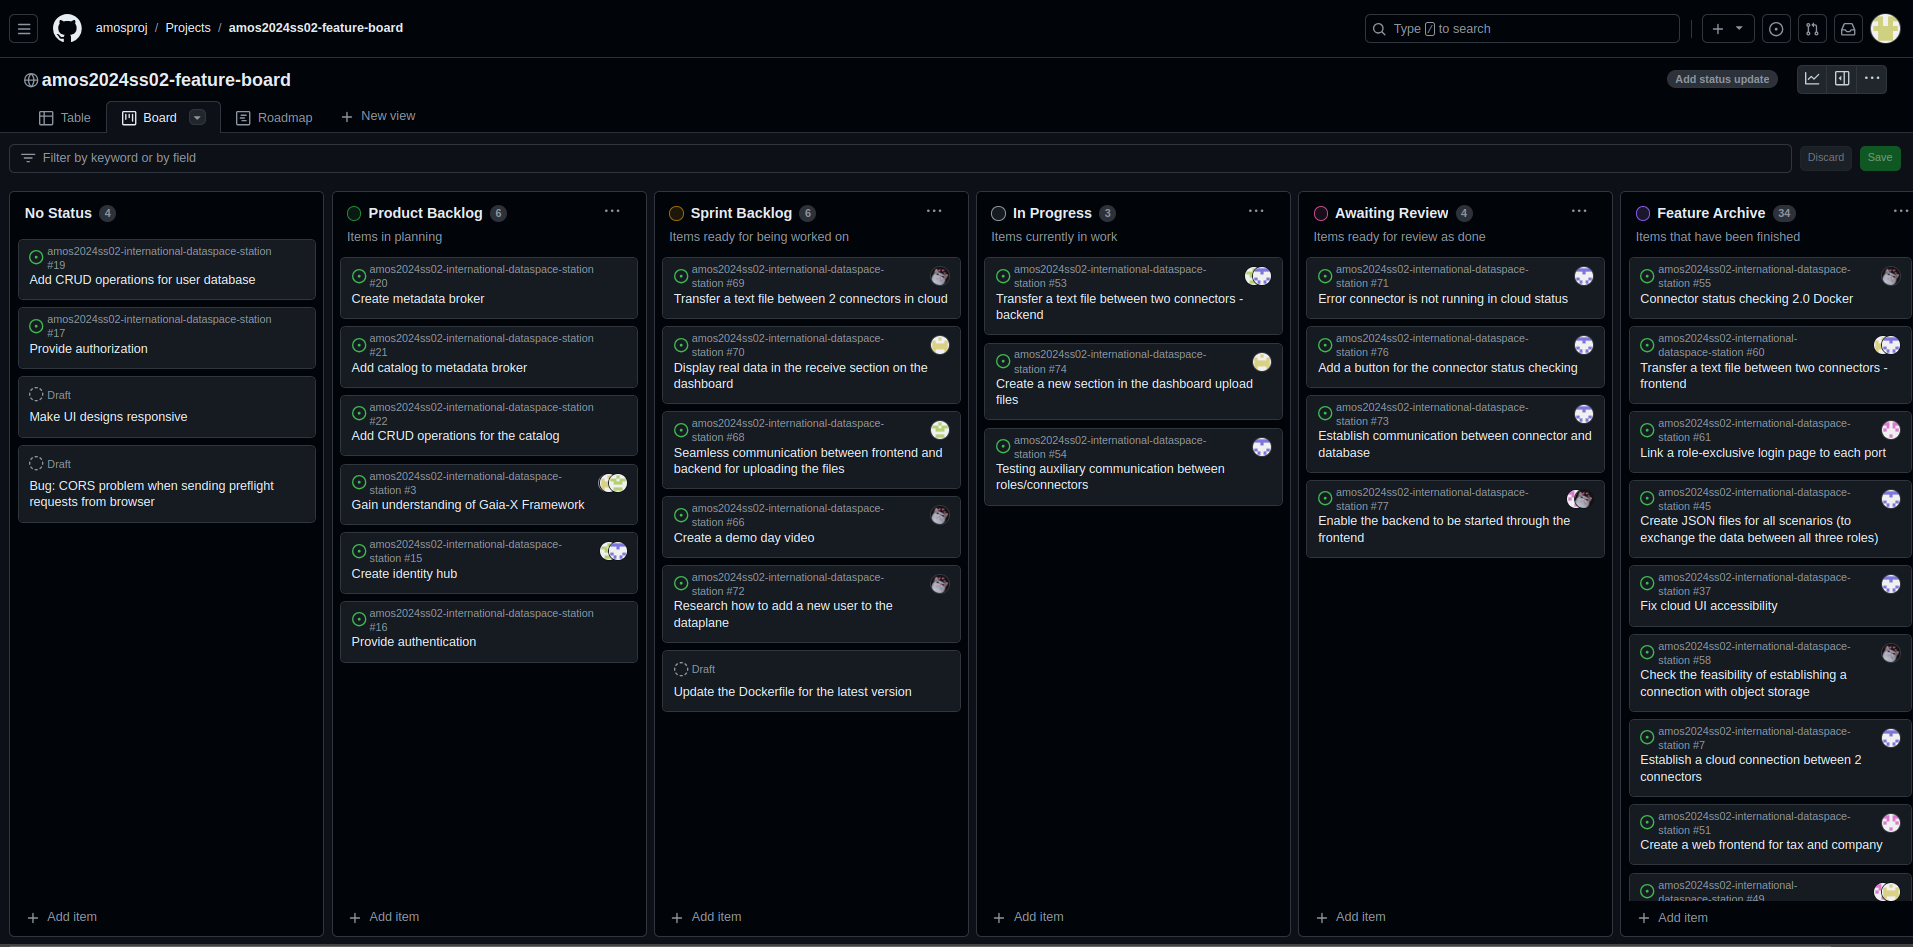 amosproj / Projects / amos2024ss02-feature-board
Type / to search
amos2024ss02-feature-board
Add status update
Table
Board
Roadmap
New view
Filter by keyword or by field
Discard
Save
No Status 4
amos2024ss02-international-dataspace-station
#19
Add CRUD operations for user database
amos2024ss02-international-dataspace-station
#17
Provide authorization
Draft
Make UI designs responsive
Draft
Bug: CORS problem when sending preflight
requests from browser
Add item
Product Backlog 6
Items in planning
amos2024ss02-international-dataspace-station
#20
Create metadata broker
amos2024ss02-international-dataspace-station
#21
Add catalog to metadata broker
amos2024ss02-international-dataspace-station
#22
Add CRUD operations for the catalog
amos2024ss02-international-dataspace-
station #3
Gain understanding of Gaia-X Framework
amos2024ss02-international-dataspace-
station #15
Create identity hub
amos2024ss02-international-dataspace-station
#16
Provide authentication
Add item
Sprint Backlog 6
Items ready for being worked on
amos2024ss02-international-dataspace-
station #69
Transfer a text file between 2 connectors in cloud
amos2024ss02-international-dataspace-
station #70
Display real data in the receive section on the
dashboard
amos2024ss02-international-dataspace-
station #68
Seamless communication between frontend and
backend for uploading the files
amos2024ss02-international-dataspace-
station #66
Create a demo day video
amos2024ss02-international-dataspace-
station #72
Research how to add a new user to the
dataplane
Draft
Update the Dockerfile for the latest version
Add item
In Progress 3
Items currently in work
amos2024ss02-international-dataspace-
station #53
Transfer a text file between two connectors -
backend
amos2024ss02-international-dataspace-
station #74
Create a new section in the dashboard upload
files
amos2024ss02-international-dataspace-
station #54
Testing auxiliary communication between
roles/connectors
Add item
Awaiting Review 4
Items ready for review as done
amos2024ss02-international-dataspace-
station #71
Error connector is not running in cloud status
amos2024ss02-international-dataspace-
station #76
Add a button for the connector status checking
amos2024ss02-international-dataspace-
station #73
Establish communication between connector and
database
amos2024ss02-international-dataspace-
station #77
Enable the backend to be started through the
frontend
Add item
Feature Archive 34
Items that have been finished
amos2024ss02-international-dataspace-
station #55
Connector status checking 2.0 Docker
amos2024ss02-international-
dataspace-station #60
Transfer a text file between two connectors -
frontend
amos2024ss02-international-dataspace-
station #61
Link a role-exclusive login page to each port
amos2024ss02-international-dataspace-
station #45
Create JSON files for all scenarios (to
exchange the data between all three roles)
amos2024ss02-international-dataspace-
station #37
Fix cloud UI accessibility
amos2024ss02-international-dataspace-
station #58
Check the feasibility of establishing a
connection with object storage
amos2024ss02-international-dataspace-
station #7
Establish a cloud connection between 2
connectors
amos2024ss02-international-dataspace-
station #51
Create a web frontend for tax and company
amos2024ss02-international-
dataspace-station #49
Add item